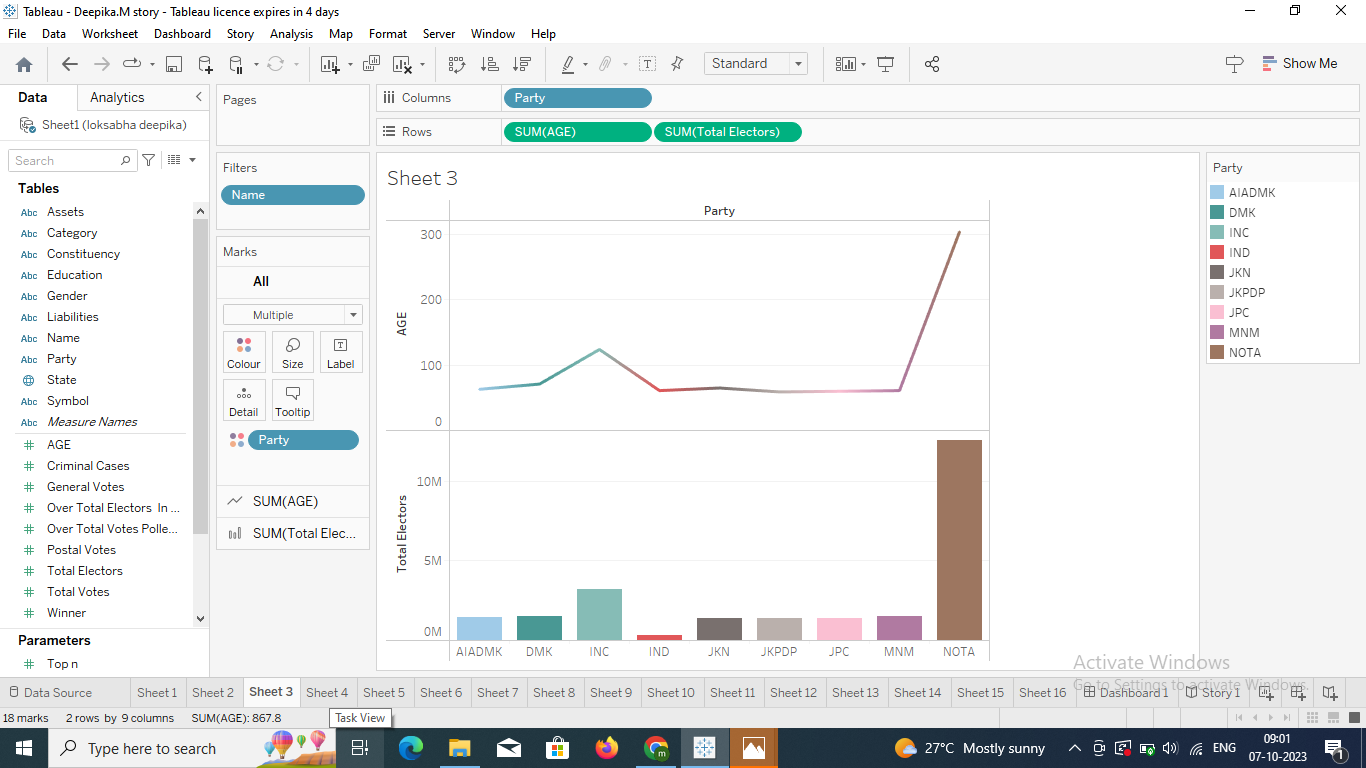 Tableau - Deepika.M story - Tableau licence expires in 4 days
File Data Worksheet Dashboard Story Analysis Map Format Server Window Help
Standard
Show Me
Data Analytics
Sheet1 (loksabha deepika)
Search
Tables
Abc Assets
Abc Category
Abc Constituency
Abc Education
Abc Gender
Abc Liabilities
Abc Name
Abc Party
State
Abc Symbol
Abc Measure Names
# AGE
# Criminal Cases
# General Votes
# Over Total Electors In ...
# Over Total Votes Polle...
# Postal Votes
# Total Electors
# Total Votes
# Winner
Parameters
# Top n
Pages
Filters
Name
Marks
All
Multiple
Colour Size Label
Detail Tooltip
Party
SUM(AGE)
SUM(Total Elec...
Columns Party
Rows SUM(AGE) SUM(Total Electors)
Sheet 3
Party
300
200
100
0
AGE
10M
5M
0M
Total Electors
AIADMK DMK INC IND JKN JKPDP JPC MNM NOTA
Party
AIADMK
DMK
INC
IND
JKN
JKPDP
JPC
MNM
NOTA
Activate Windows
Go to Settings to activate Windows.
Data Source Sheet 1 Sheet 2 Sheet 3 Sheet 4 Sheet 5 Sheet 6 Sheet 7 Sheet 8 Sheet 9 Sheet 10 Sheet 11 Sheet 12 Sheet 13 Sheet 14 Sheet 15 Sheet 16 Dashboard 1 Story 1
18 marks 2 rows by 9 columns SUM(AGE): 867.8
Task View
Type here to search
27°C Mostly sunny
ENG
09:01
07-10-2023
1